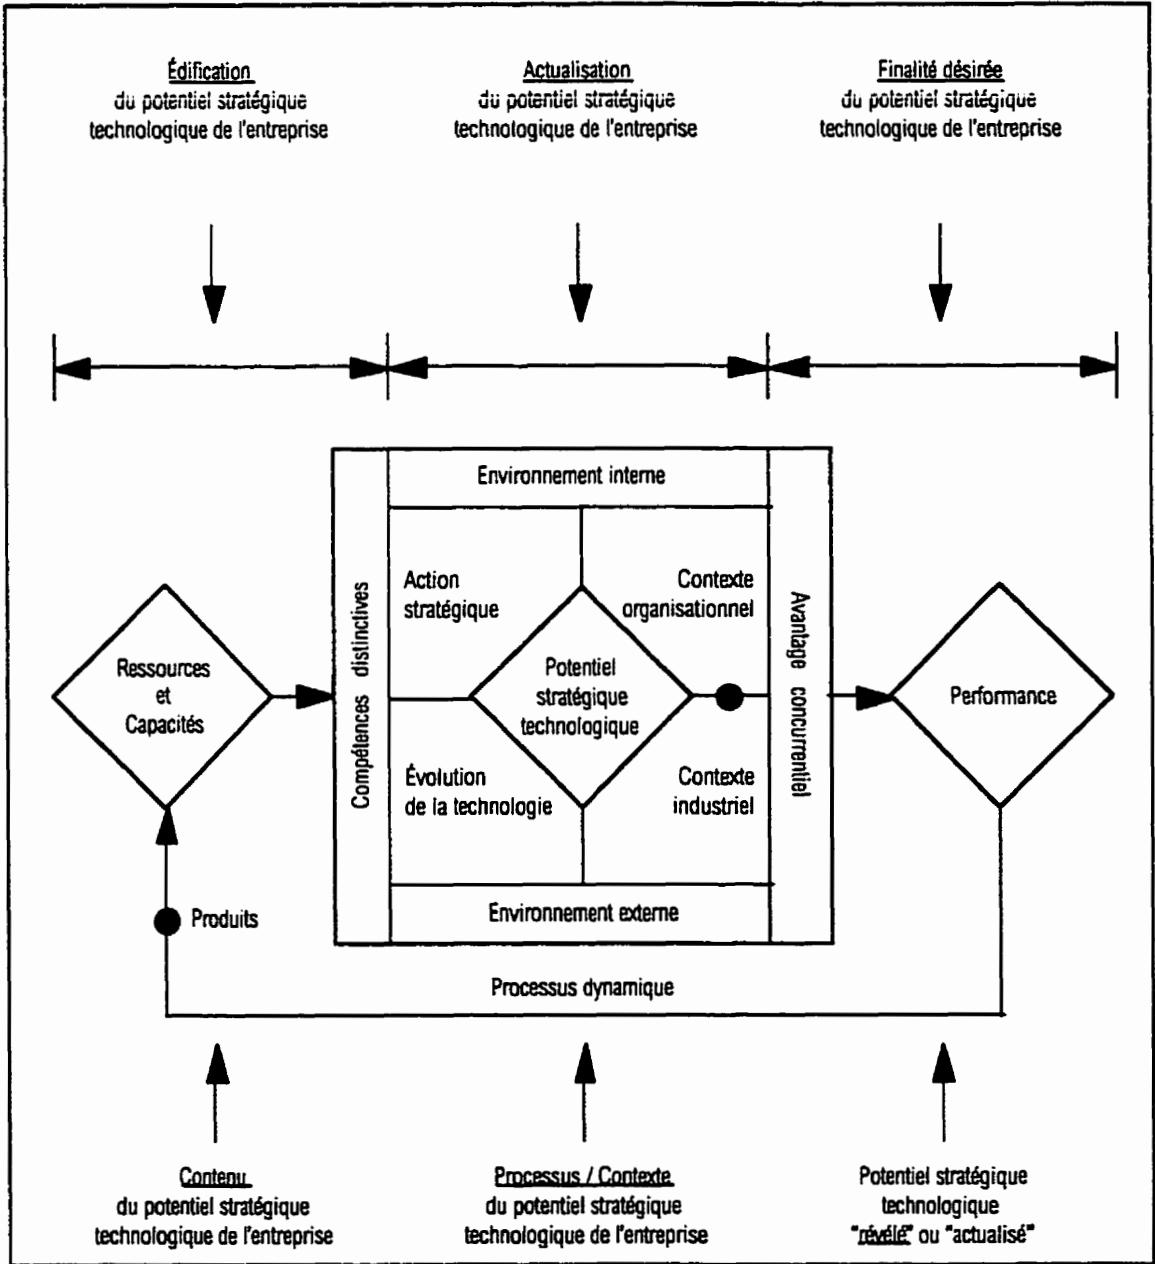 Édification
du potentiel stratégique
technologique de l'entreprise
Actualisation
du potentiel stratégique
technologique de l'entreprise
Finalité désirée
du potentiel stratégique
technologique de l'entreprise
Environnement interne
Compétences distinctives
Action
stratégique
Contexte
organisationnel
Avantage concurrentiel
Ressources
et
Capacités
Potentiel
stratégique
technologique
Performance
Évolution
de la technologie
Contexte
industriel
Environnement externe
Produits
Processus dynamique
Contenu
du potentiel stratégique
technologique de l'entreprise
Processus / Contexte
du potentiel stratégique
technologique de l'entreprise
Potentiel stratégique
technologique
"révélé" ou "actualisé"